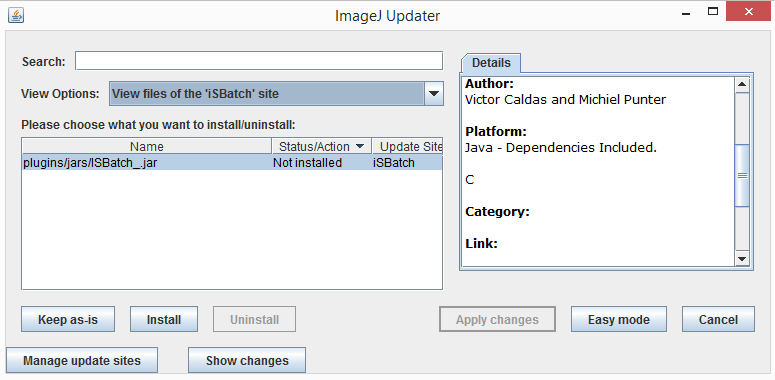 ImageJ Updater
Search:
View Options: View files of the 'iSBatch' site
Please choose what you want to install/uninstall:
Name Status/Action Update Site
plugins/jars/ISBatch_.jar Not installed iSBatch
Details
Author:
Victor Caldas and Michiel Punter
Platform:
Java - Dependencies Included.
C
Category:
Link:
Keep as-is Install Uninstall Apply changes Easy mode Cancel
Manage update sites Show changes